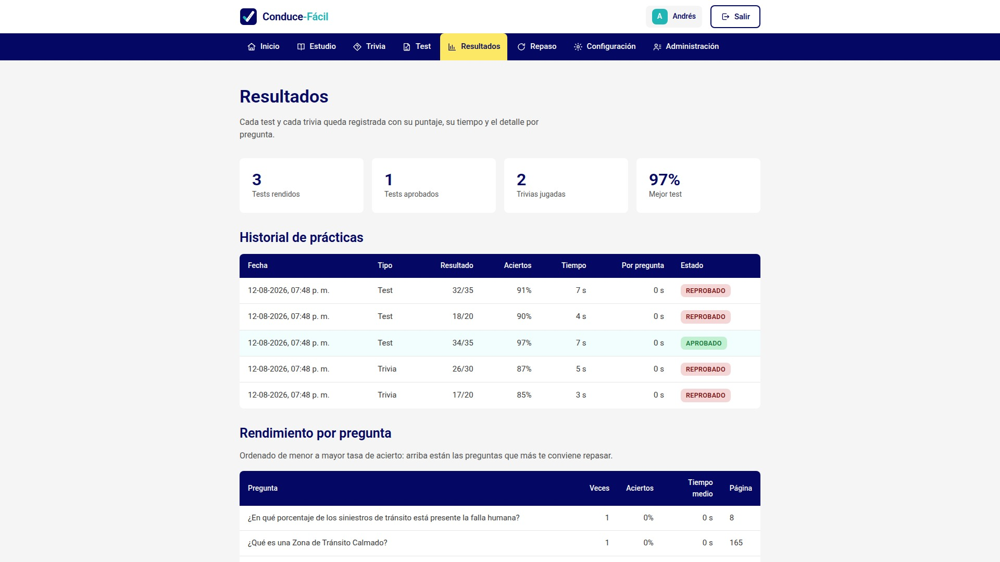 Conduce-Fácil
A Andrés
Salir
Inicio Estudio Trivia Test Resultados Repaso Configuración Administración
Resultados
Cada test y cada trivia queda registrada con su puntaje, su tiempo y el detalle por
pregunta.
3
Tests rendidos
1
Tests aprobados
2
Trivias jugadas
97%
Mejor test
Historial de prácticas
Fecha Tipo Resultado Aciertos Tiempo Por pregunta Estado
12-08-2026, 07:48 p. m. Test 32/35 91% 7 s 0 s REPROBADO
12-08-2026, 07:48 p. m. Test 18/20 90% 4 s 0 s REPROBADO
12-08-2026, 07:48 p. m. Test 34/35 97% 7 s 0 s APROBADO
12-08-2026, 07:48 p. m. Trivia 26/30 87% 5 s 0 s REPROBADO
12-08-2026, 07:48 p. m. Trivia 17/20 85% 3 s 0 s REPROBADO
Rendimiento por pregunta
Ordenado de menor a mayor tasa de acierto: arriba están las preguntas que más te conviene repasar.
Pregunta Veces Aciertos Tiempo medio Página
¿En qué porcentaje de los siniestros de tránsito está presente la falla humana? 1 0% 0 s 8
¿Qué es una Zona de Tránsito Calmado? 1 0% 0 s 165